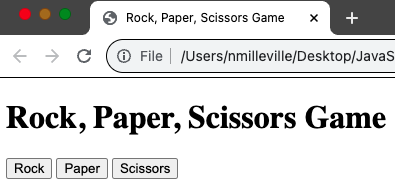 Rock, Paper, Scissors Game
File | /Users/nmilleville/Desktop/JavaS
Rock, Paper, Scissors Game
Rock Paper Scissors